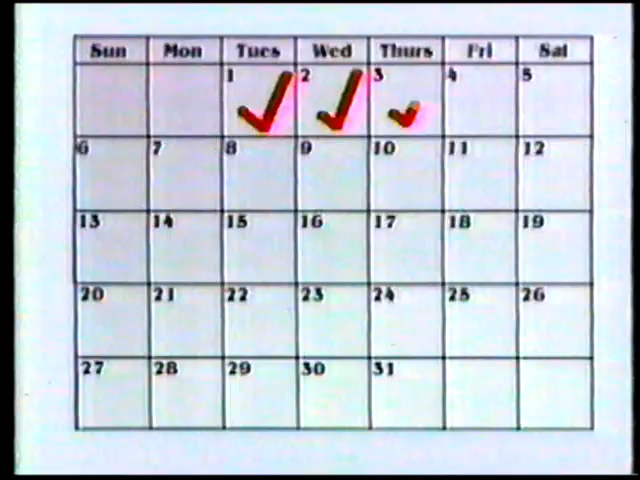 Sun Mon Tues Wed Thurs Fri Sat
1 2 3 4 5
6 7 8 9 10 11 12
13 14 15 16 17 18 19
20 21 22 23 24 25 26
27 28 29 30 31